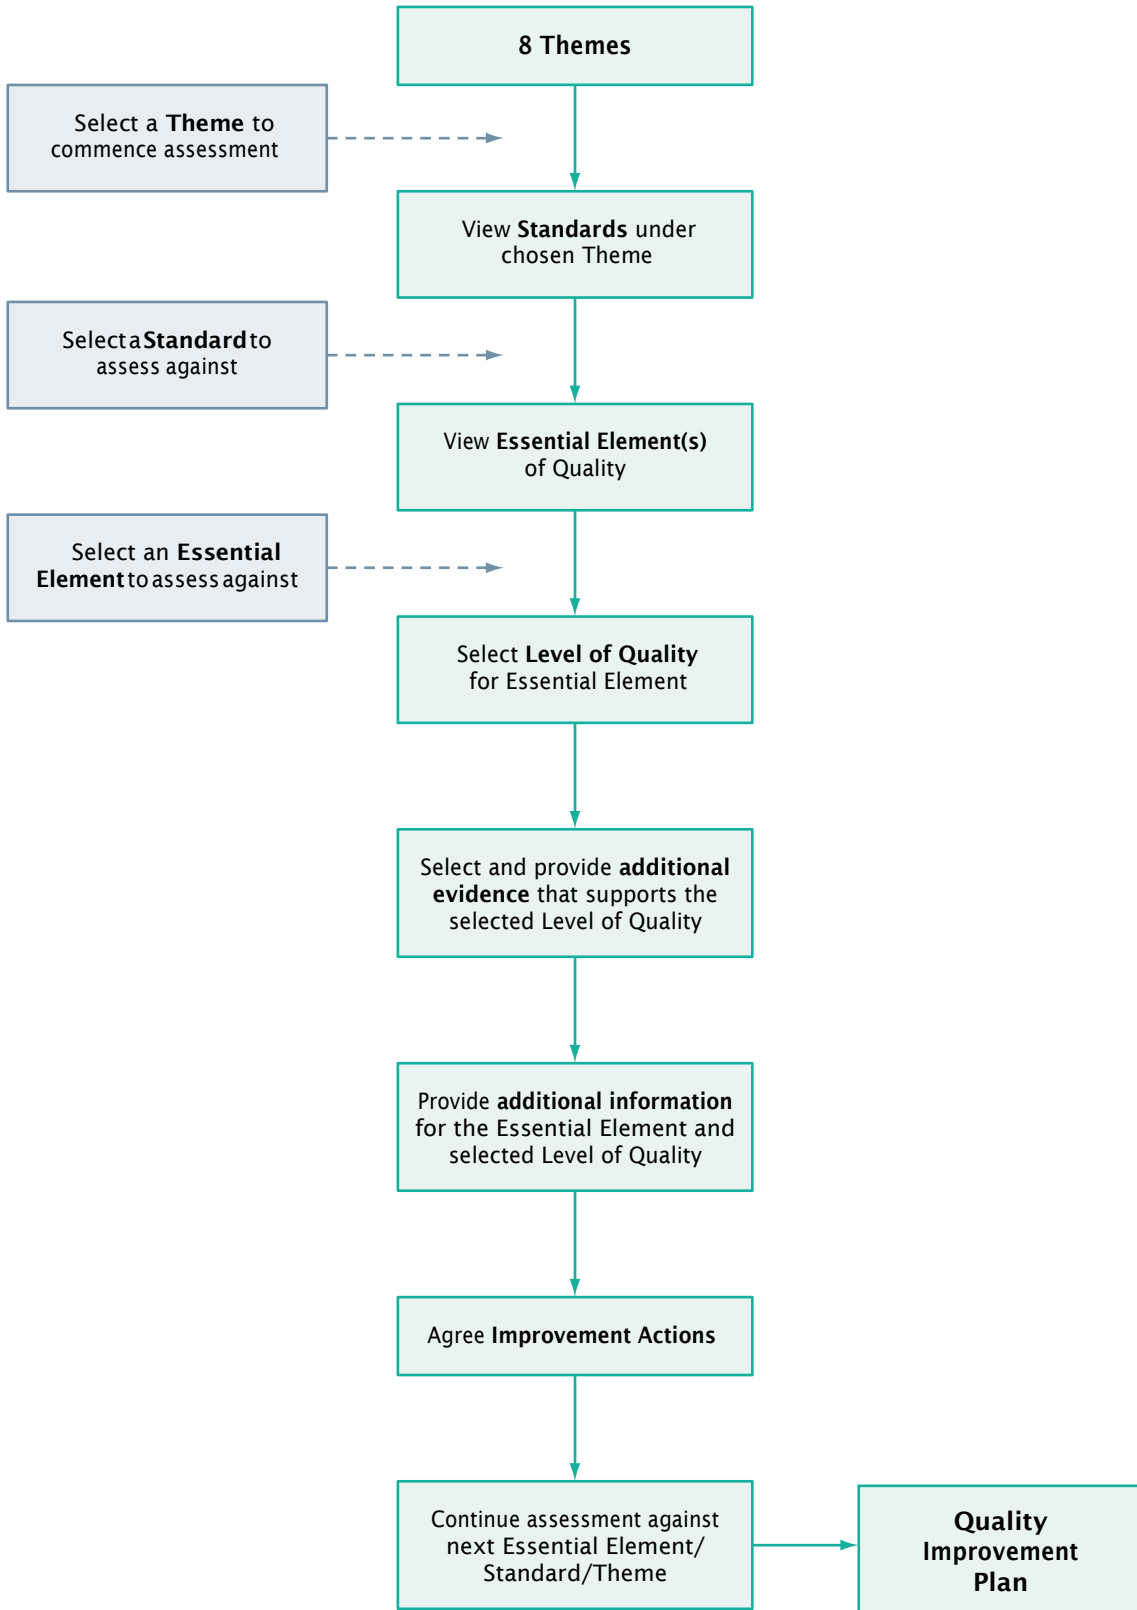 8 Themes
Select a Theme to
commence assessment
View Standards under
chosen Theme
Select a Standard to
assess against
View Essential Element(s)
of Quality
Select an Essential
Element to assess against
Select Level of Quality
for Essential Element
Select and provide additional
evidence that supports the
selected Level of Quality
Provide additional information
for the Essential Element and
selected Level of Quality
Agree Improvement Actions
Continue assessment against
next Essential Element/
Standard/Theme
Quality
Improvement
Plan